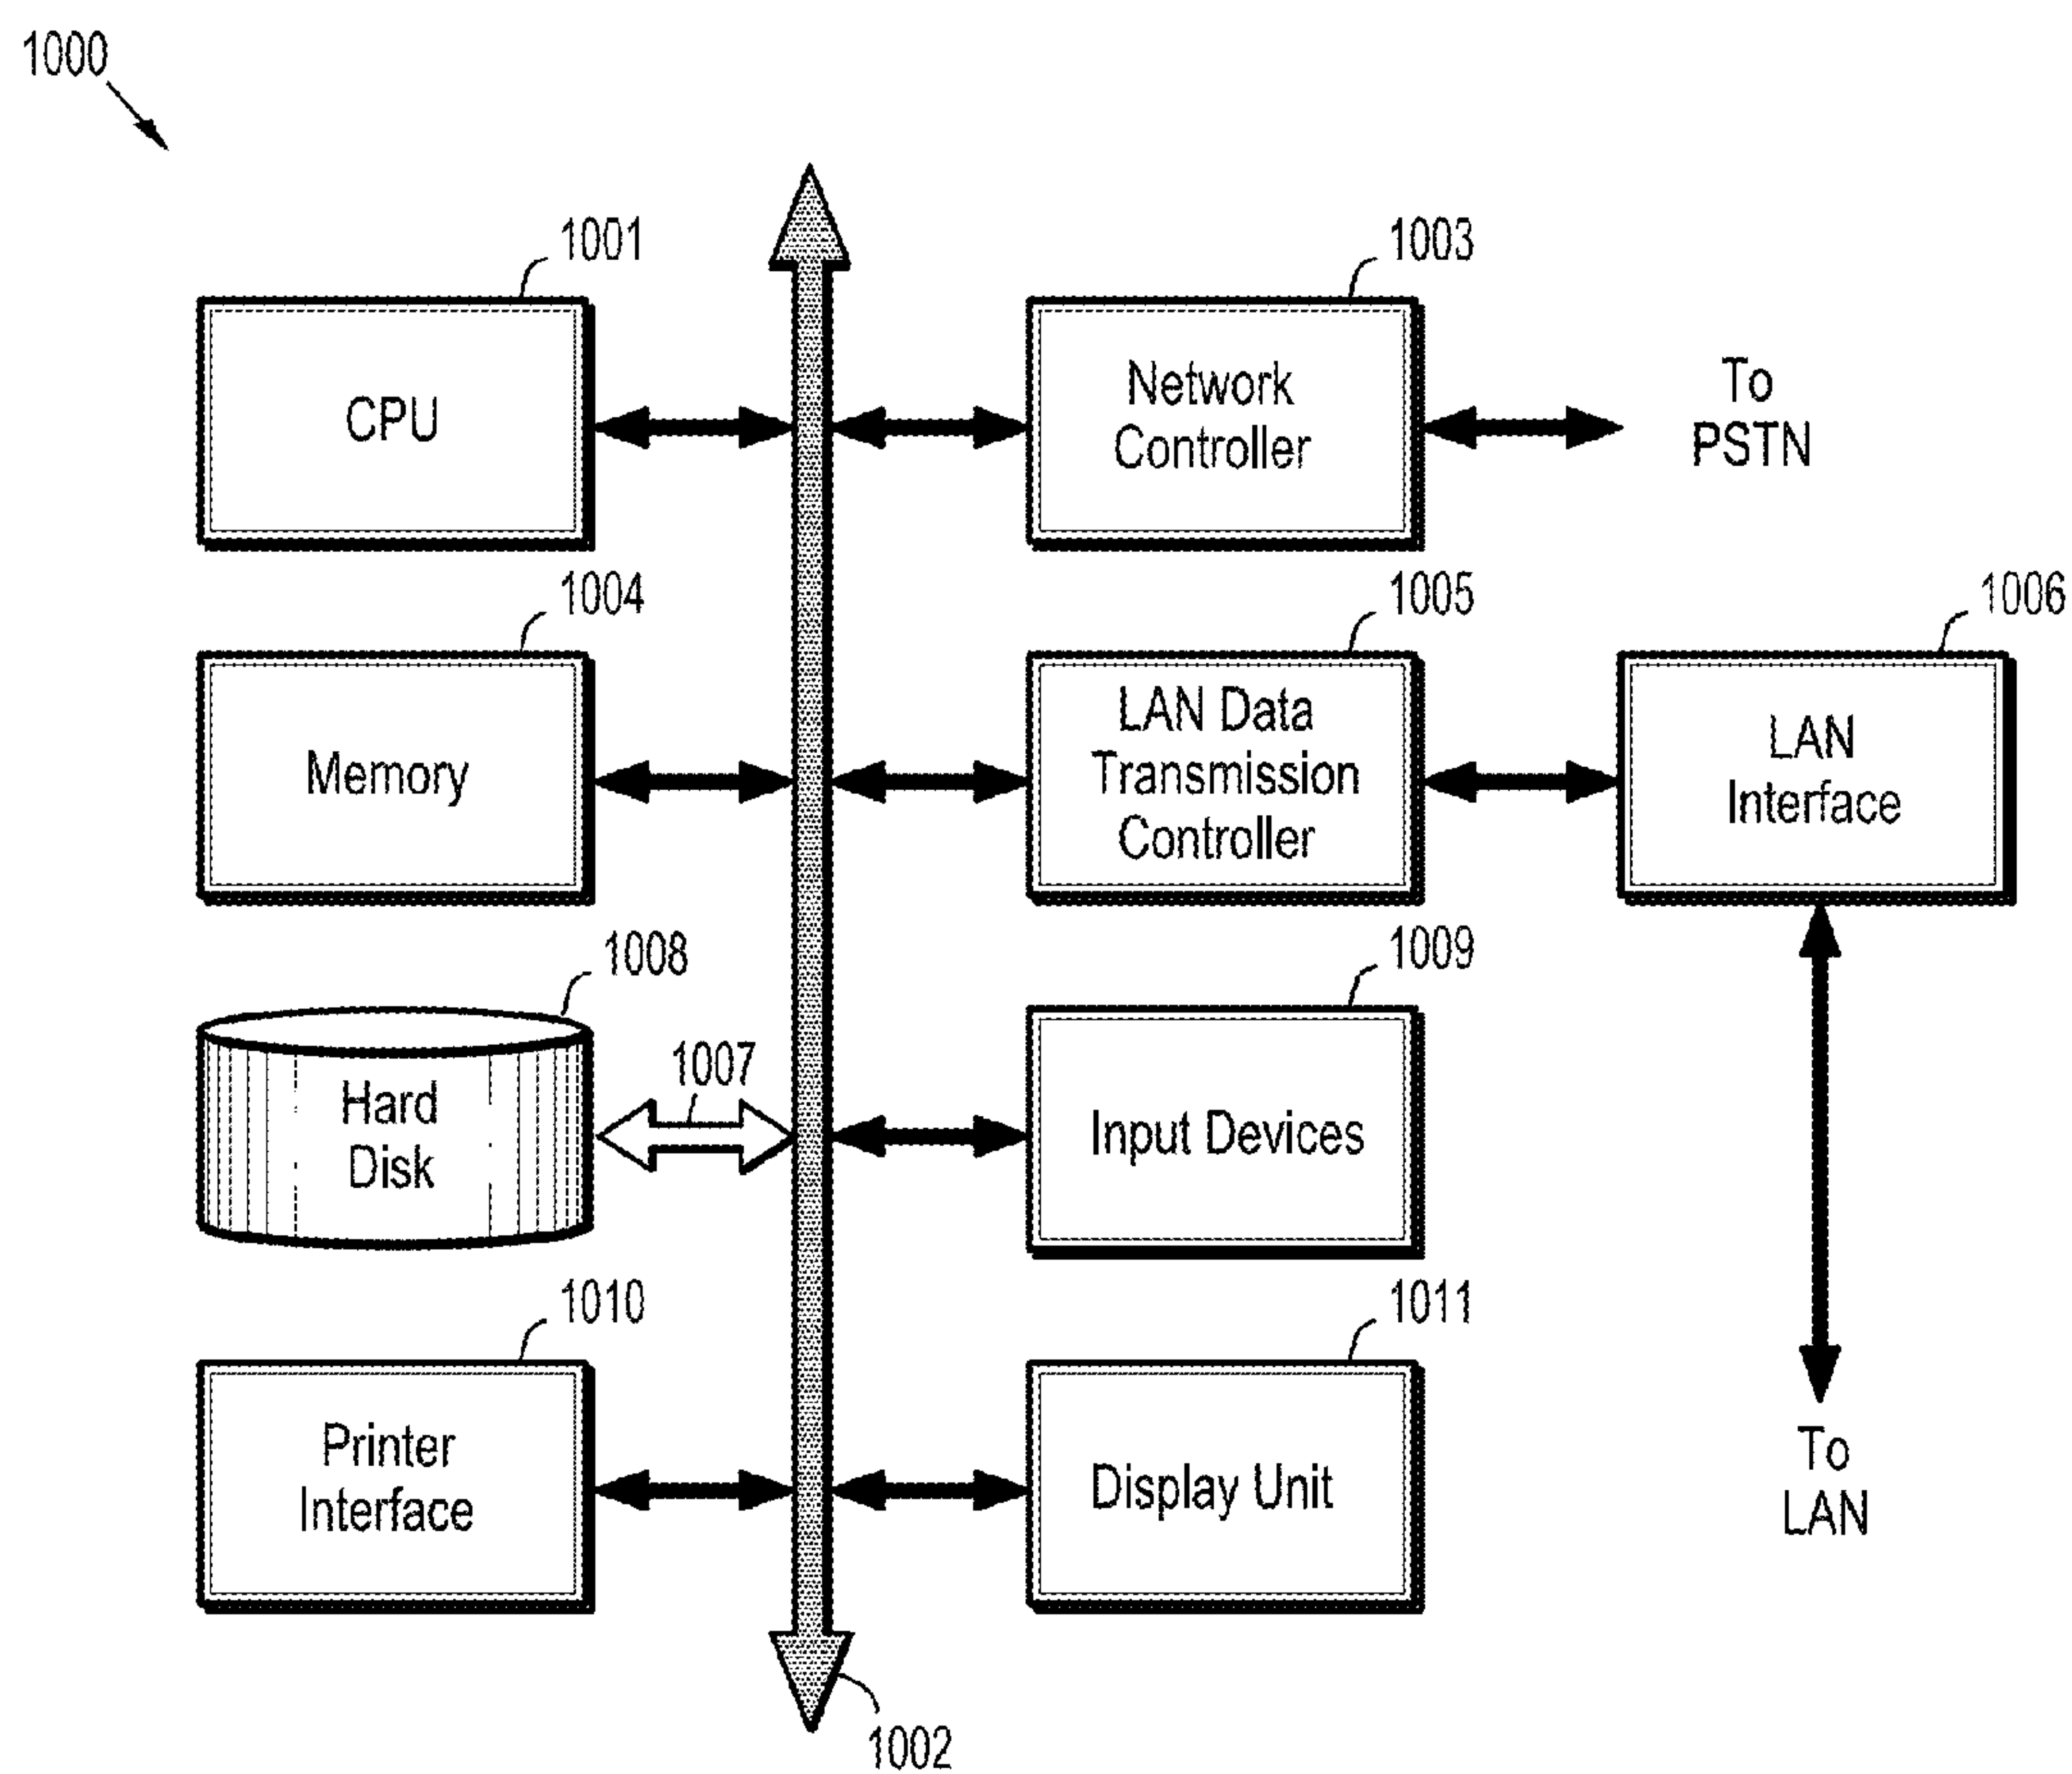 1000
1001
1003
CPU
Network
Controller
To
PSTN
1004
1005
1006
Memory
LAN Data
Transmission
Controller
LAN
Interface
1008
1007
1009
Hard
Disk
Input Devices
1010
1011
Printer
Interface
Display Unit
To
LAN
1002